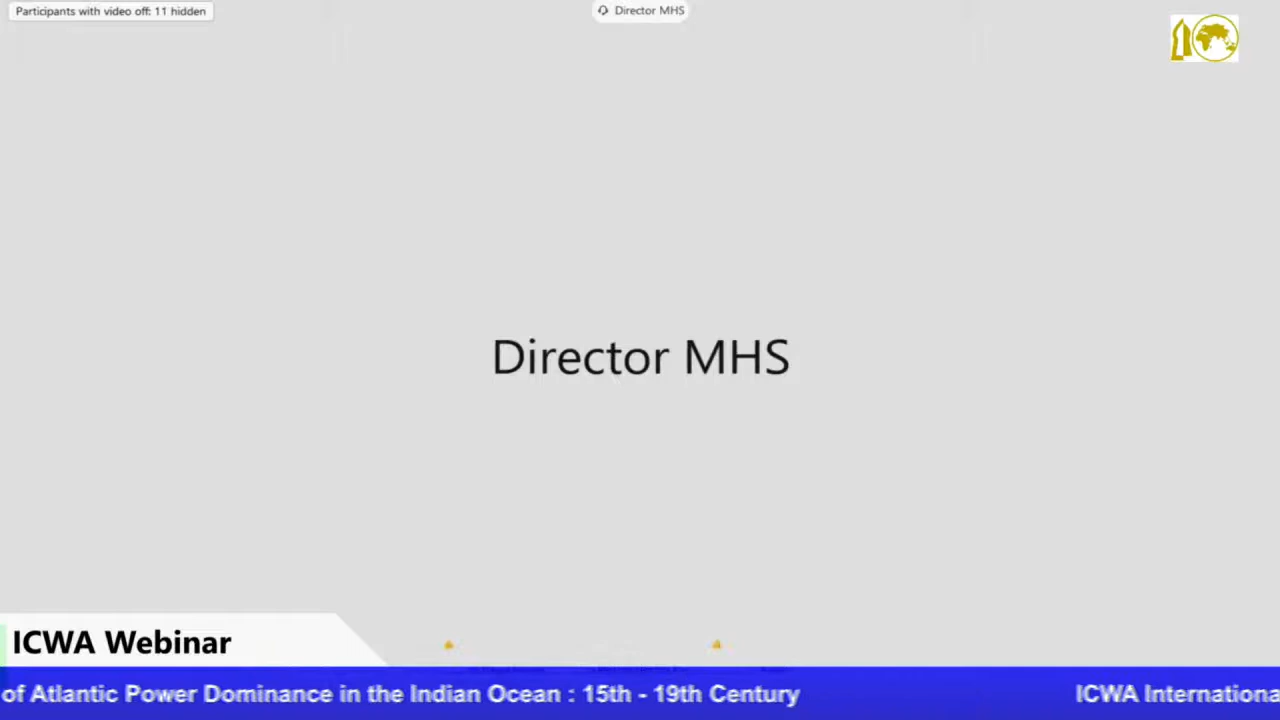 Participants with video off: 11 hidden
Director MHS
Director MHS
ICWA Webinar
of Atlantic Power Dominance in the Indian Ocean : 15th - 19th Century
ICWA Internationa